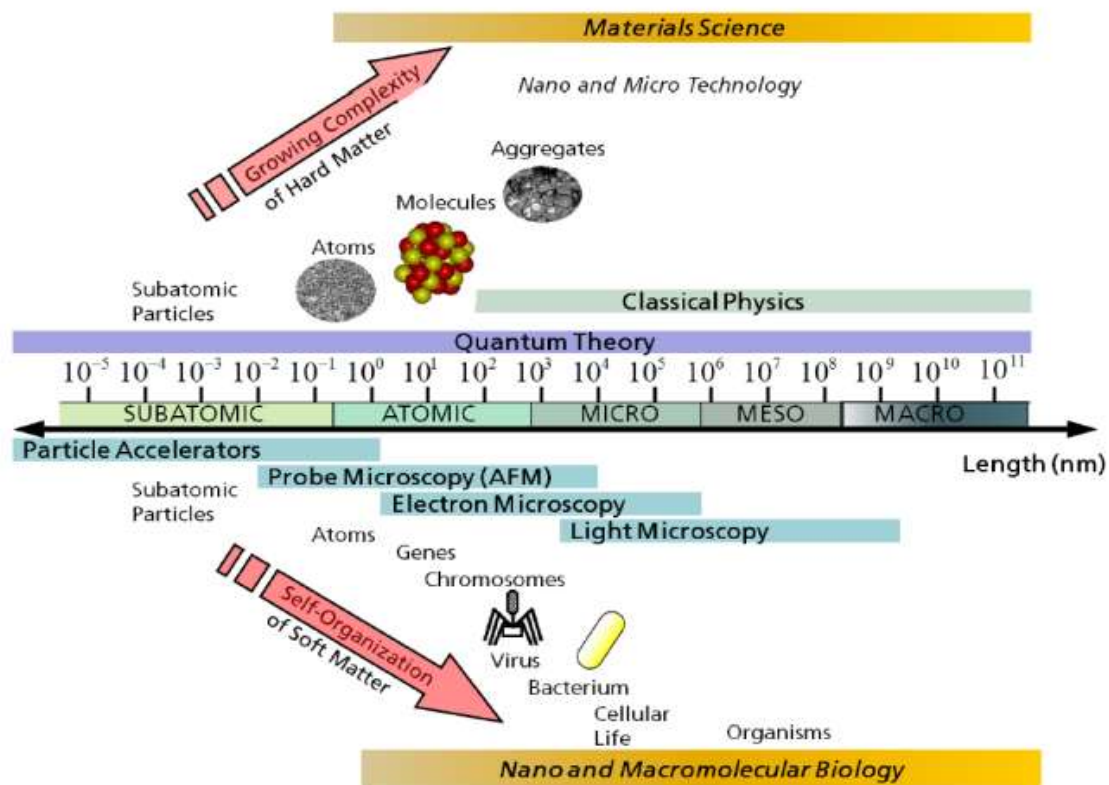 Materials Science
Nano and Micro Technology
Growing Complexity
of Hard Matter
Aggregates
Molecules
Atoms
Subatomic
Particles
Classical Physics
Quantum Theory
10⁻⁵ 10⁻⁴ 10⁻³ 10⁻² 10⁻¹ 10⁰ 10¹ 10² 10³ 10⁴ 10⁵ 10⁶ 10⁷ 10⁸ 10⁹ 10¹⁰ 10¹¹
SUBATOMIC ATOMIC MICRO MESO MACRO
Length (nm)
Particle Accelerators
Probe Microscopy (AFM)
Electron Microscopy
Light Microscopy
Subatomic
Particles
Atoms
Genes
Chromosomes
Self-Organization
of Soft Matter
Virus
Bacterium
Cellular
Life
Organisms
Nano and Macromolecular Biology